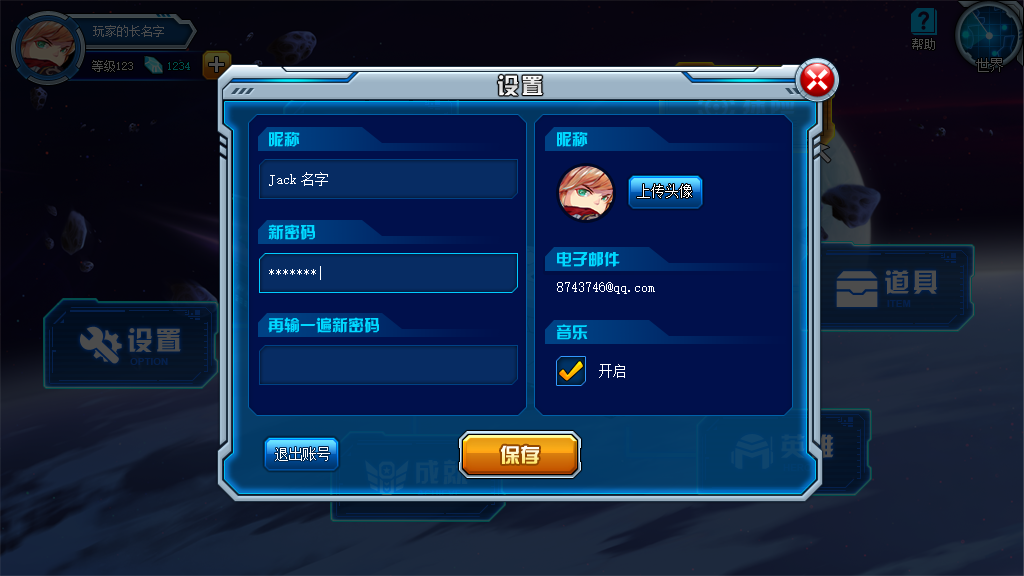 玩家的长名字
等级123 1234
帮助
世界
设置
昵称
Jack 名字
新密码
*******
再输一遍新密码
昵称
上传头像
电子邮件
8743746@qq.com
音乐
开启
退出账号
保存
设置
OPTION
道具
ITEM
成就
英雄